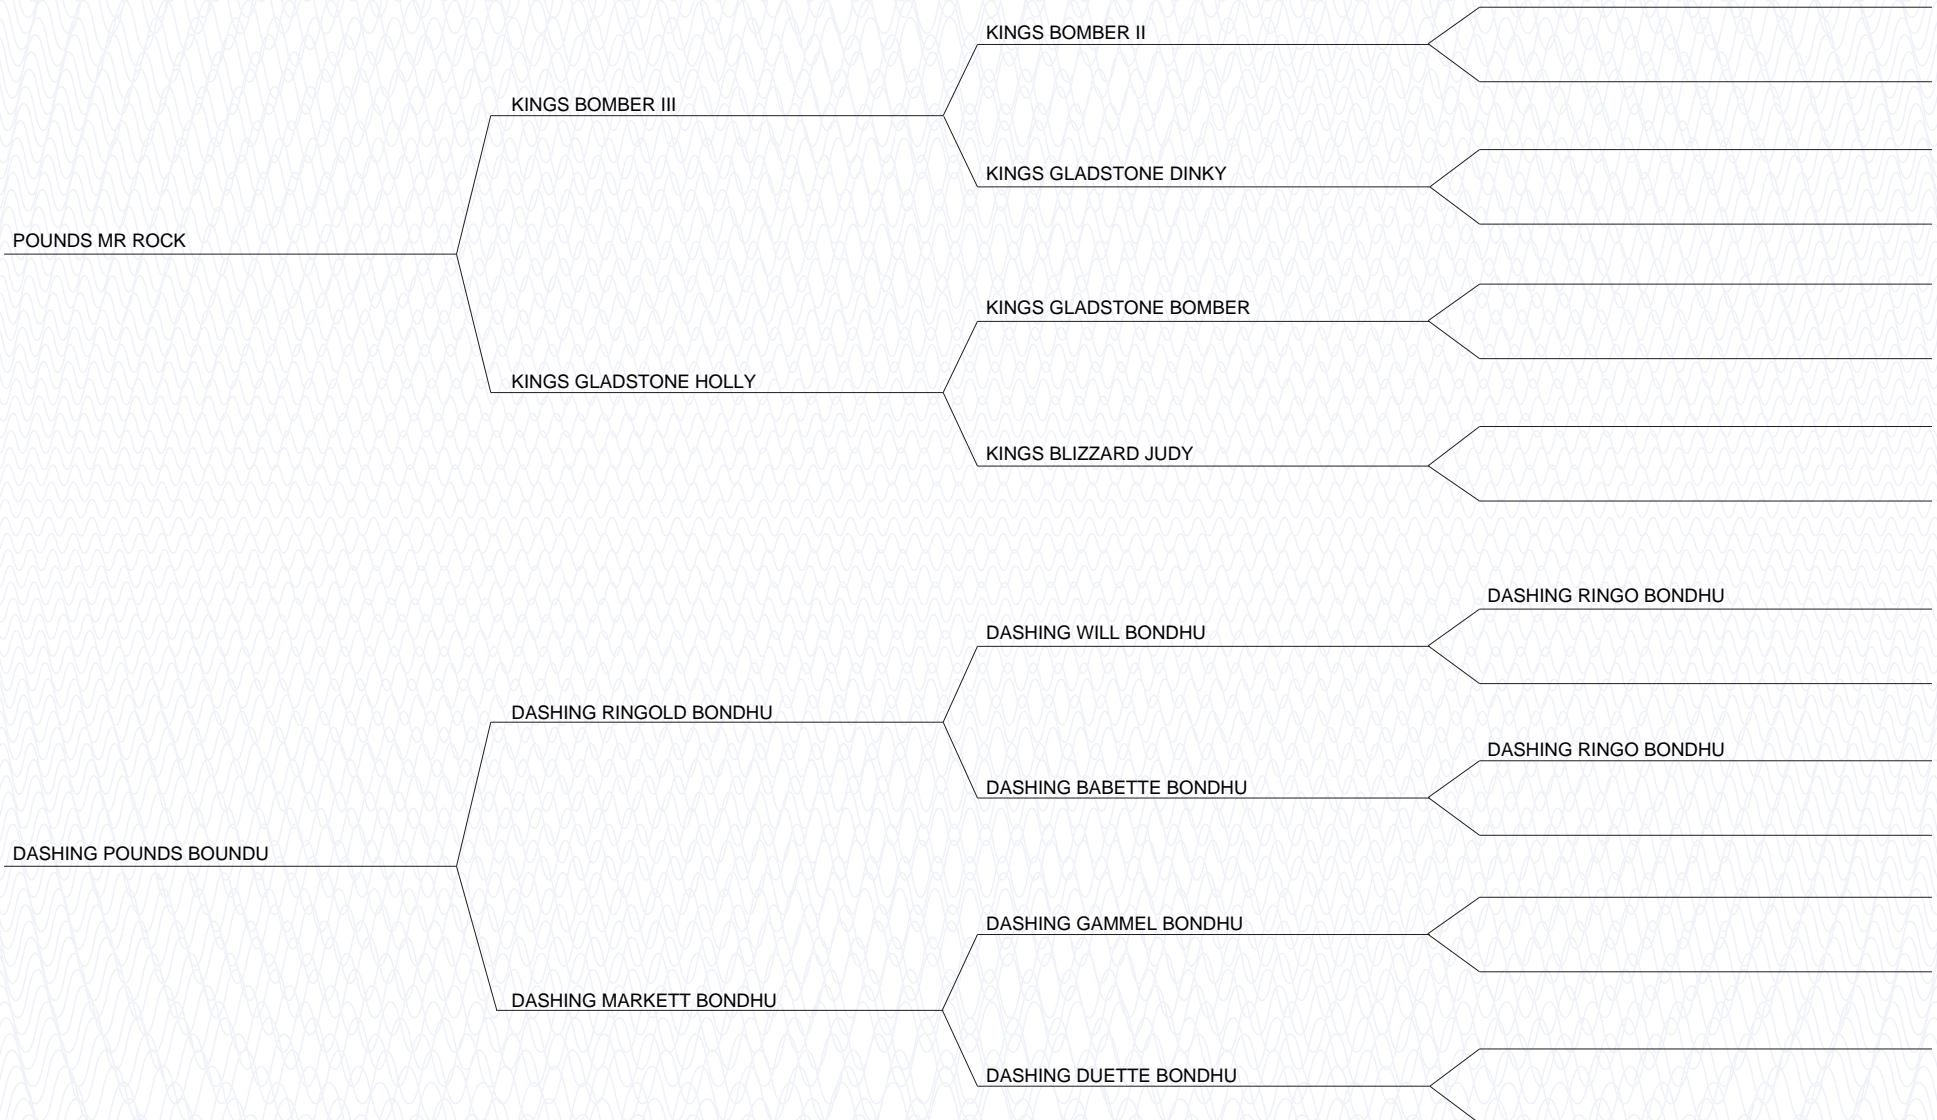 KINGS BOMBER II
KINGS BOMBER III
KINGS GLADSTONE DINKY
POUNDS MR ROCK
KINGS GLADSTONE BOMBER
KINGS GLADSTONE HOLLY
KINGS BLIZZARD JUDY
DASHING RINGO BONDHU
DASHING WILL BONDHU
DASHING RINGOLD BONDHU
DASHING RINGO BONDHU
DASHING BABETTE BONDHU
DASHING POUNDS BOUNDU
DASHING GAMMEL BONDHU
DASHING MARKETT BONDHU
DASHING DUETTE BONDHU